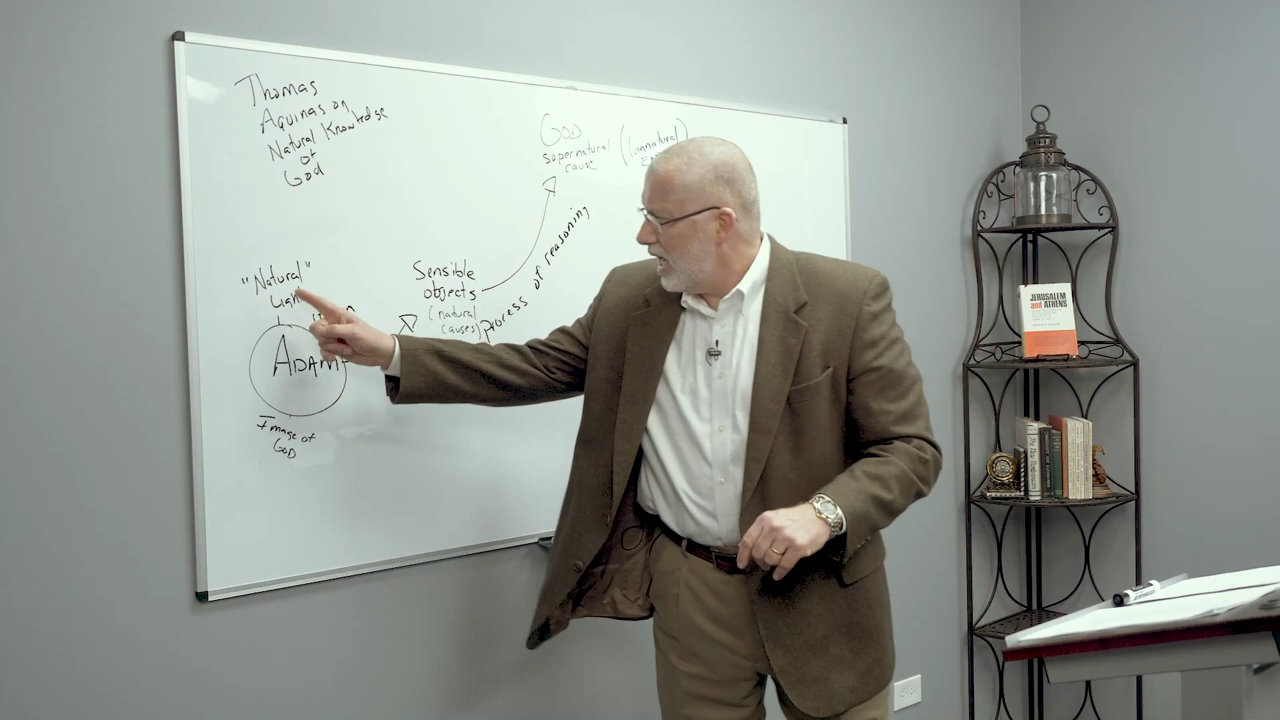 Thomas
Aquinas on
Natural Knowledge
of
God
GOD
supernatural
cause
(connatural
"Natural"
Sensible
objects
(natural
causes)
process of reasoning
ADAM
Image of
GOD
JERUSALEM
and ATHENS